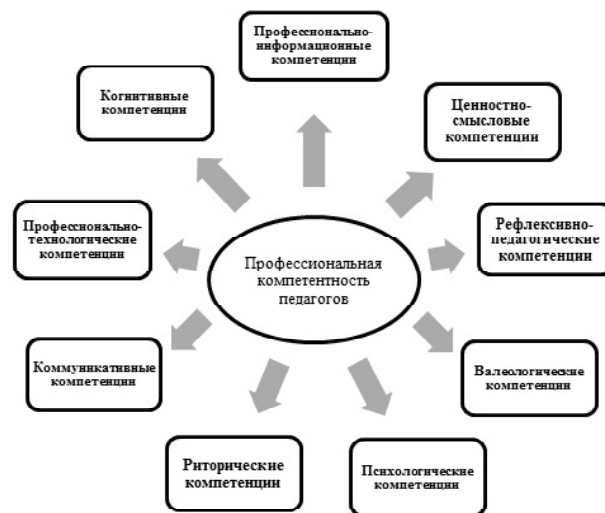 Профессионально-
информационные
компетенции
Когнитивные
компетенции
Ценностно-
смысловые
компетенции
Профессионально-
технологические
компетенции
Рефлексивно-
педагогические
компетенции
Профессиональная
компетентность
педагогов
Коммуникативные
компетенции
Валеологические
компетенции
Риторические
компетенции
Психологические
компетенции